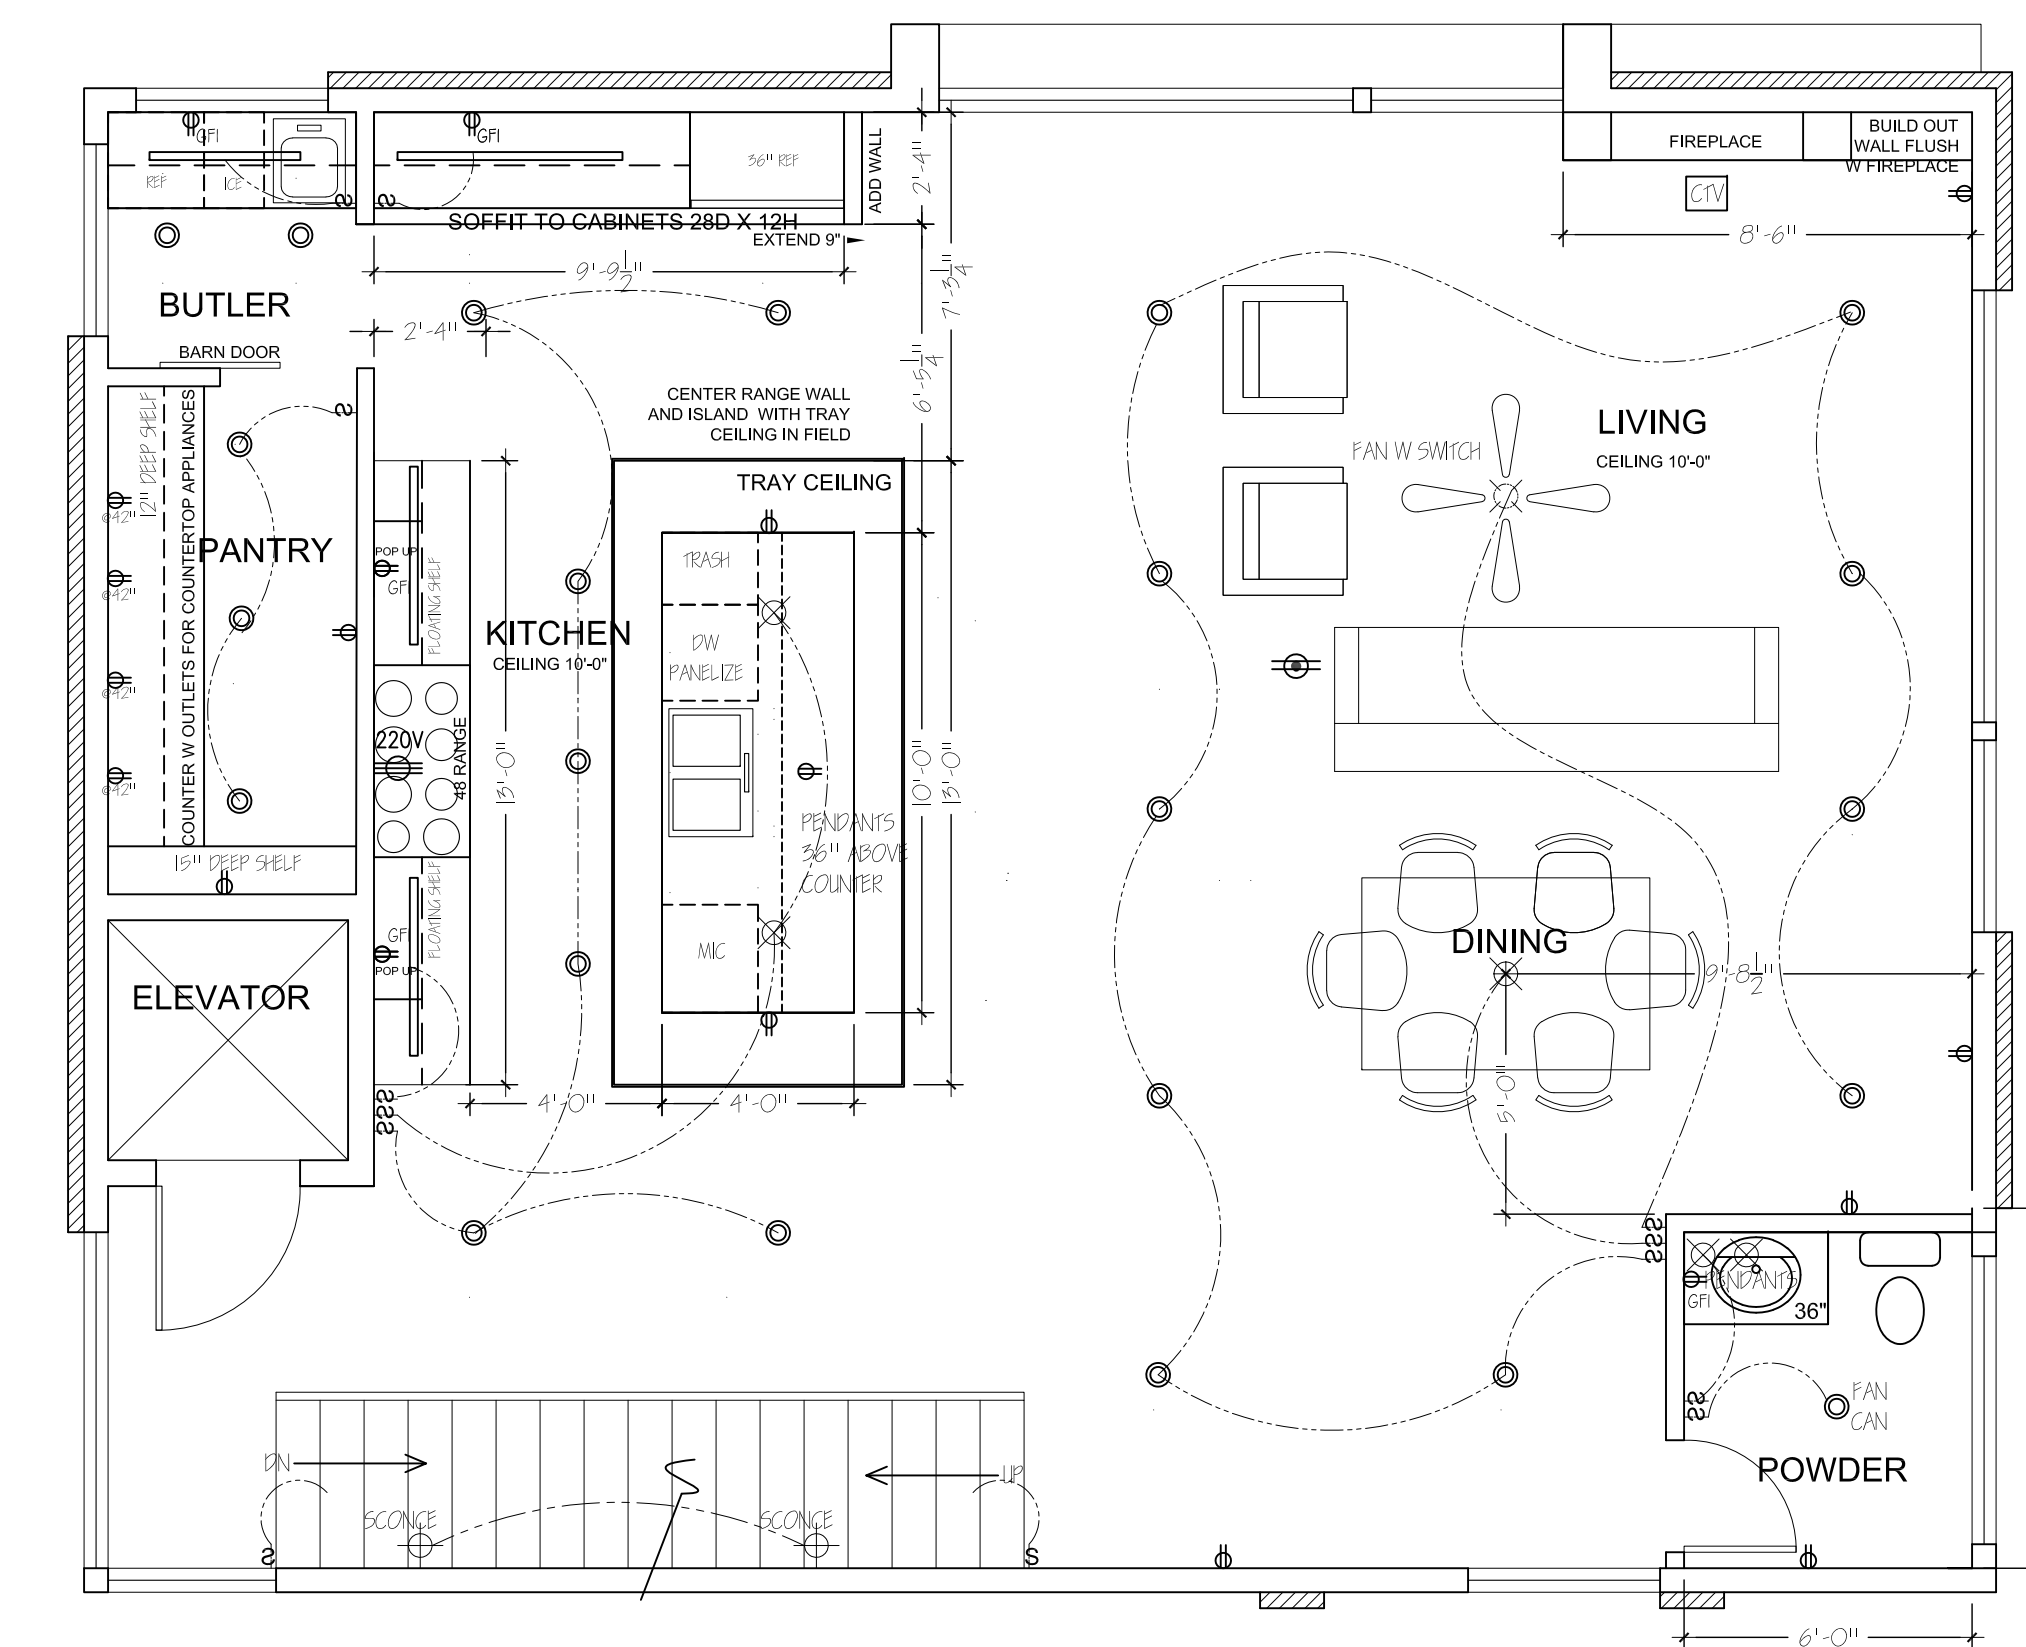 GFI
GFI
REF
ICE
36" REF
ADD WALL
2'-4"
FIREPLACE
BUILD OUT
WALL FLUSH
W FIREPLACE
CTV
8'-6"
S
S
SOFFIT TO CABINETS 28D X 12H
EXTEND 9"
9'-9 1/2"
7'-3 1/4"
BUTLER
2'-4"
BARN DOOR
6'-5 1/4"
CENTER RANGE WALL
AND ISLAND WITH TRAY
CEILING IN FIELD
S
12" DEEP SHELF
COUNTER W OUTLETS FOR COUNTERTOP APPLIANCES
LIVING
CEILING 10'-0"
FAN W SWITCH
TRAY CEILING
@42"
PANTRY
POP UP
GFI
FLOATING SHELF
TRASH
@42"
KITCHEN
CEILING 10'-0"
DW
PANELIZE
@42"
220V
48 RANGE
13'-0"
10'-0"
13'-0"
@42"
PENDANTS
36" ABOVE
COUNTER
15" DEEP SHELF
FLOATING SHELF
GFI
POP UP
MIC
DINING
9'-8 1/2"
ELEVATOR
5'-0"
SSS
4'-0"
4'-0"
SSS
PENDANTS
GFI
36"
SS
FAN
CAN
POWDER
DN
UP
SCONCE
SCONCE
S
S
6'-0"